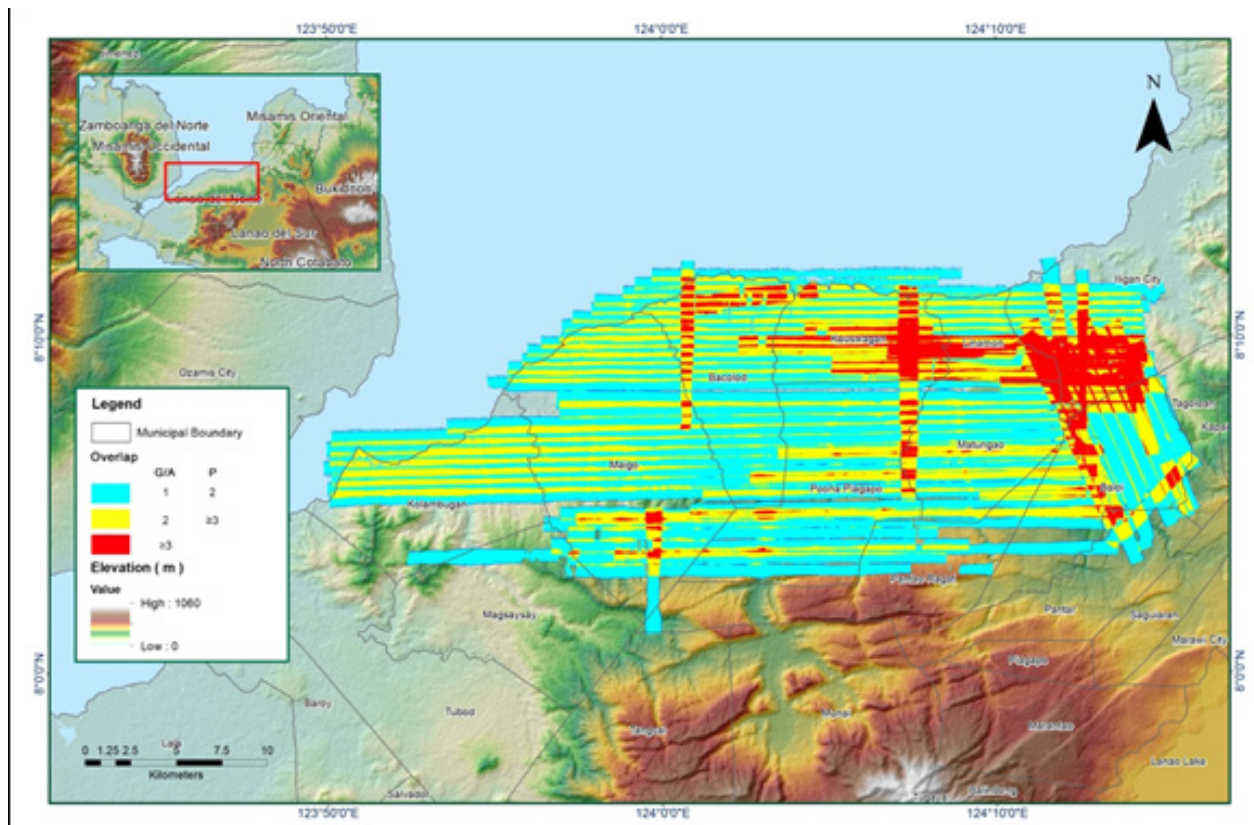 123°50'0"E 124°0'0"E 124°10'0"E
Jimenez
N
Zamboanga del Norte
Misamis Oriental
Misamis Occidental
Bukidnon
Lanao del Norte
Lanao del Sur
North Cotabato
Iligan City
8°10'0"N 8°10'0"N
Kauswagan
Linamon
Ozamis City
Bacolod
Tagoloan
Legend
Municipal Boundary
Overlap
G/A P
1 2
2 ≥3
≥3
Elevation ( m )
Value
High : 1060
Low : 0
Matungao
Maigo
Poona Piagapo
Baloi
Kolambugan
Pantao Ragat
Magsaysay
Pantar
Saguiaran
Marawi City
Piagapo
8°0'0"N 8°0'0"N
Baroy
Tubod
Munai
Marantao
Tangcal
Lala
Lanao Lake
0 1.25 2.5 5 7.5 10
Kilometers
Salvador
123°50'0"E 124°0'0"E 124°10'0"E